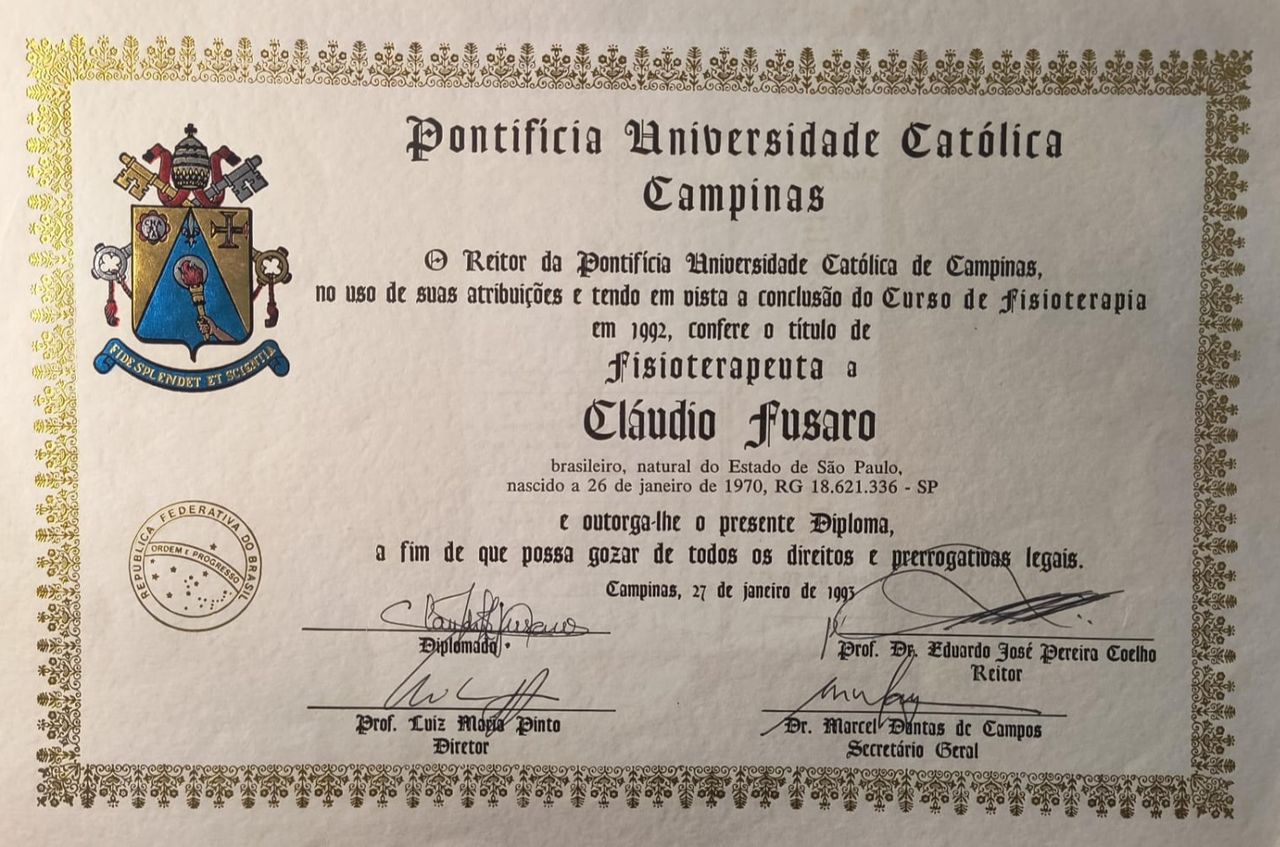 Pontifícia Universidade Católica
Campinas
O Reitor da Pontifícia Universidade Católica de Campinas,
no uso de suas atribuições e tendo em vista a conclusão do Curso de Fisioterapia
em 1992, confere o título de
Fisioterapeuta a
Cláudio Fusaro
brasileiro, natural do Estado de São Paulo,
nascido a 26 de janeiro de 1970, RG 18.621.336 - SP
e outorga-lhe o presente Diploma,
a fim de que possa gozar de todos os direitos e prerrogativas legais.
Campinas, 27 de janeiro de 1993
FIDE SPLENDET ET SCIENTIA
REPUBLICA FEDERATIVA DO BRASIL
ORDEM E PROGRESSO
Diplomado
Prof. Dr. Eduardo José Pereira Coelho
Reitor
Prof. Luiz Maria Pinto
Diretor
Dr. Marcel Dantas de Campos
Secretário Geral